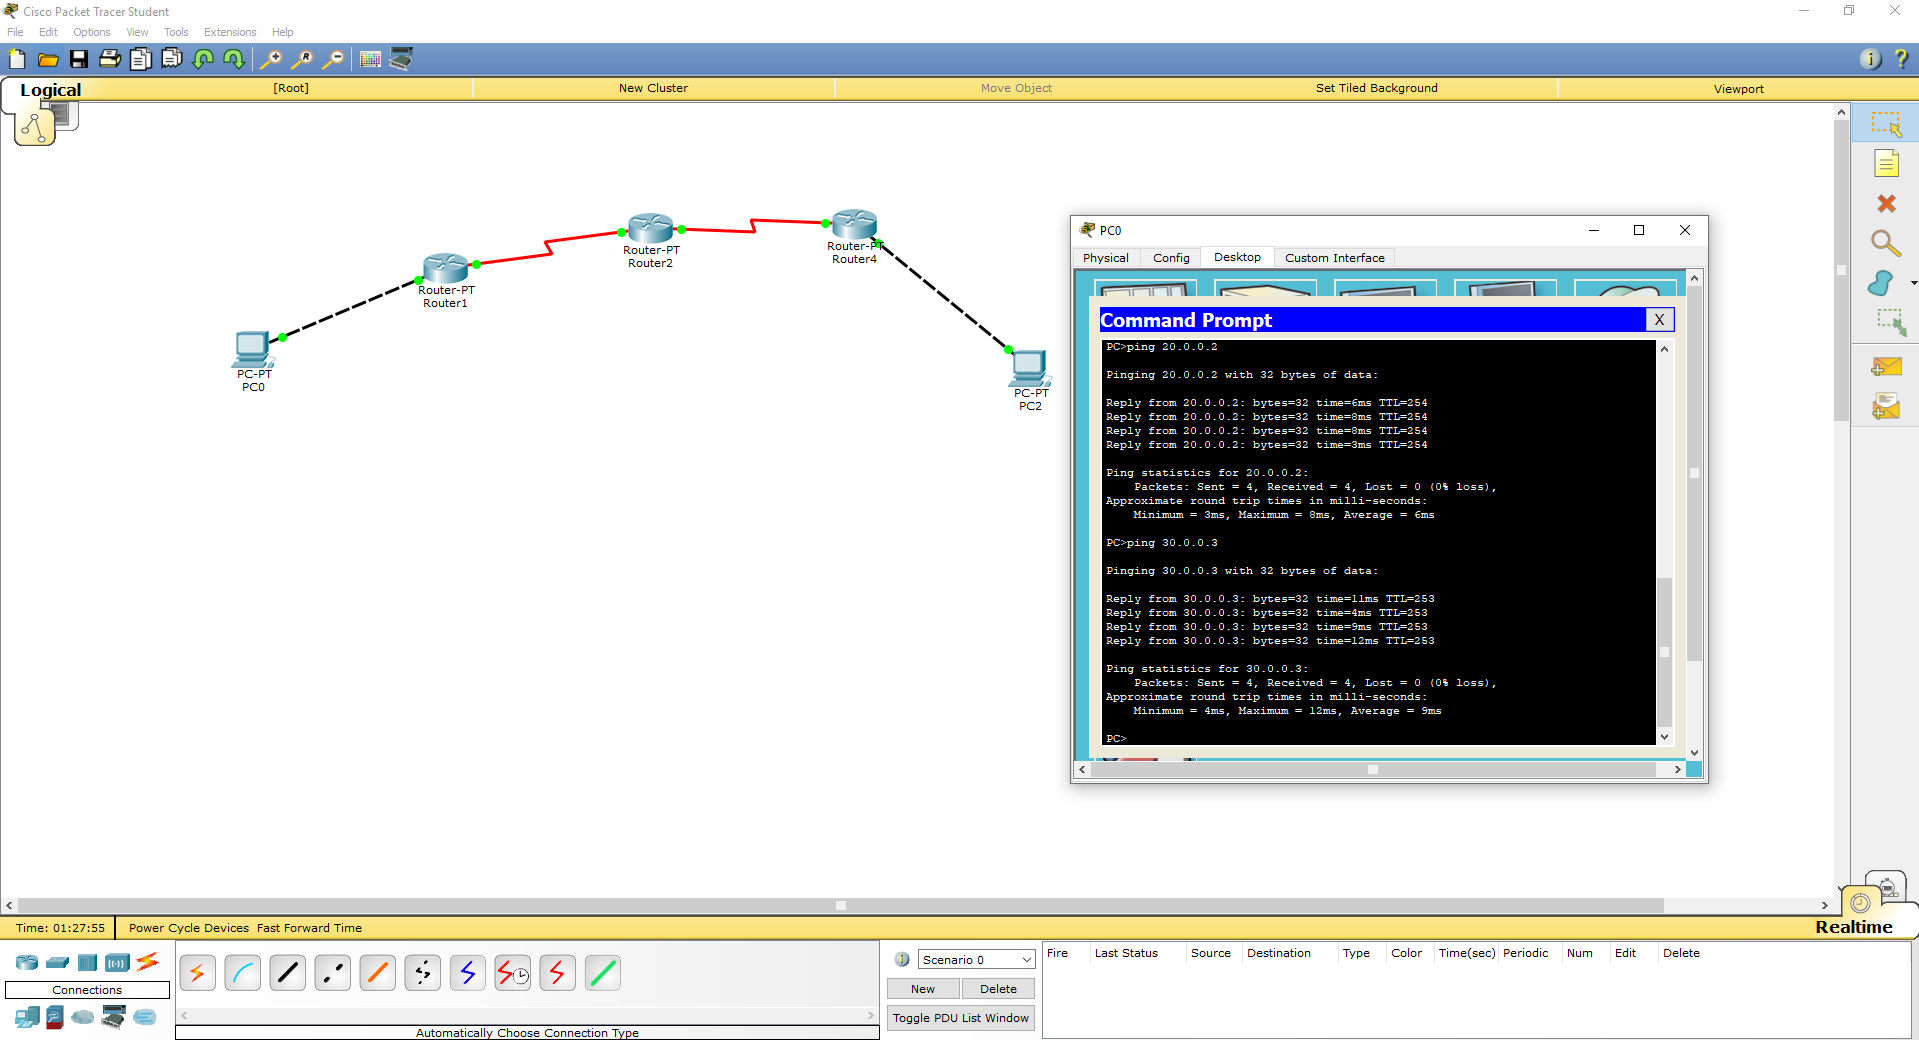 Cisco Packet Tracer Student
File Edit Options View Tools Extensions Help
Logical [Root] New Cluster Move Object Set Tiled Background Viewport
Router-PT
Router1
Router-PT
Router2
Router-PT
Router4
PC-PT
PC0
PC-PT
PC2
PC0
Physical Config Desktop Custom Interface
Command Prompt X
PC>ping 20.0.0.2
Pinging 20.0.0.2 with 32 bytes of data:
Reply from 20.0.0.2: bytes=32 time=6ms TTL=254
Reply from 20.0.0.2: bytes=32 time=8ms TTL=254
Reply from 20.0.0.2: bytes=32 time=8ms TTL=254
Reply from 20.0.0.2: bytes=32 time=3ms TTL=254
Ping statistics for 20.0.0.2:
Packets: Sent = 4, Received = 4, Lost = 0 (0% loss),
Approximate round trip times in milli-seconds:
Minimum = 3ms, Maximum = 8ms, Average = 6ms
PC>ping 30.0.0.3
Pinging 30.0.0.3 with 32 bytes of data:
Reply from 30.0.0.3: bytes=32 time=11ms TTL=253
Reply from 30.0.0.3: bytes=32 time=4ms TTL=253
Reply from 30.0.0.3: bytes=32 time=9ms TTL=253
Reply from 30.0.0.3: bytes=32 time=12ms TTL=253
Ping statistics for 30.0.0.3:
Packets: Sent = 4, Received = 4, Lost = 0 (0% loss),
Approximate round trip times in milli-seconds:
Minimum = 4ms, Maximum = 12ms, Average = 9ms
PC>
Realtime
Time: 01:27:55 Power Cycle Devices Fast Forward Time
Connections
Automatically Choose Connection Type
Scenario 0
New Delete
Toggle PDU List Window
Fire Last Status Source Destination Type Color Time(sec) Periodic Num Edit Delete